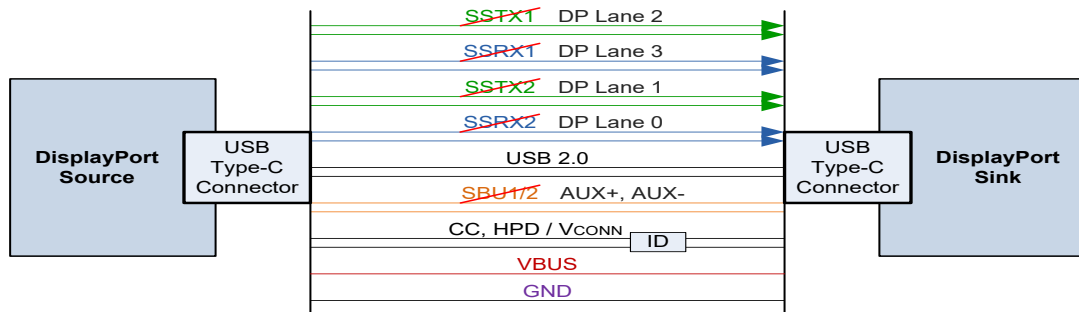 SSTX1 DP Lane 2
SSRX1 DP Lane 3
SSTX2 DP Lane 1
SSRX2 DP Lane 0
DisplayPort
Source
USB
Type-C
Connector
USB 2.0
SBU1/2 AUX+, AUX-
CC, HPD / VCONN
ID
VBUS
GND
USB
Type-C
Connector
DisplayPort
Sink